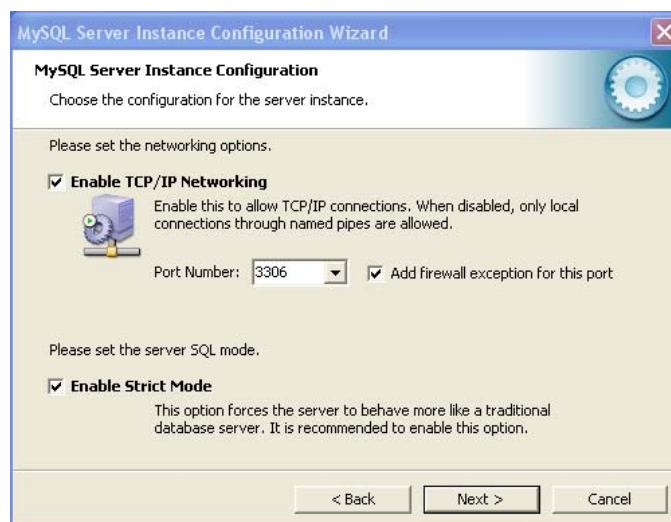 MySQL Server Instance Configuration Wizard
MySQL Server Instance Configuration
Choose the configuration for the server instance.
Please set the networking options.
Enable TCP/IP Networking
Enable this to allow TCP/IP connections. When disabled, only local
connections through named pipes are allowed.
Port Number: 3306 Add firewall exception for this port
Please set the server SQL mode.
Enable Strict Mode
This option forces the server to behave more like a traditional
database server. It is recommended to enable this option.
< Back Next > Cancel